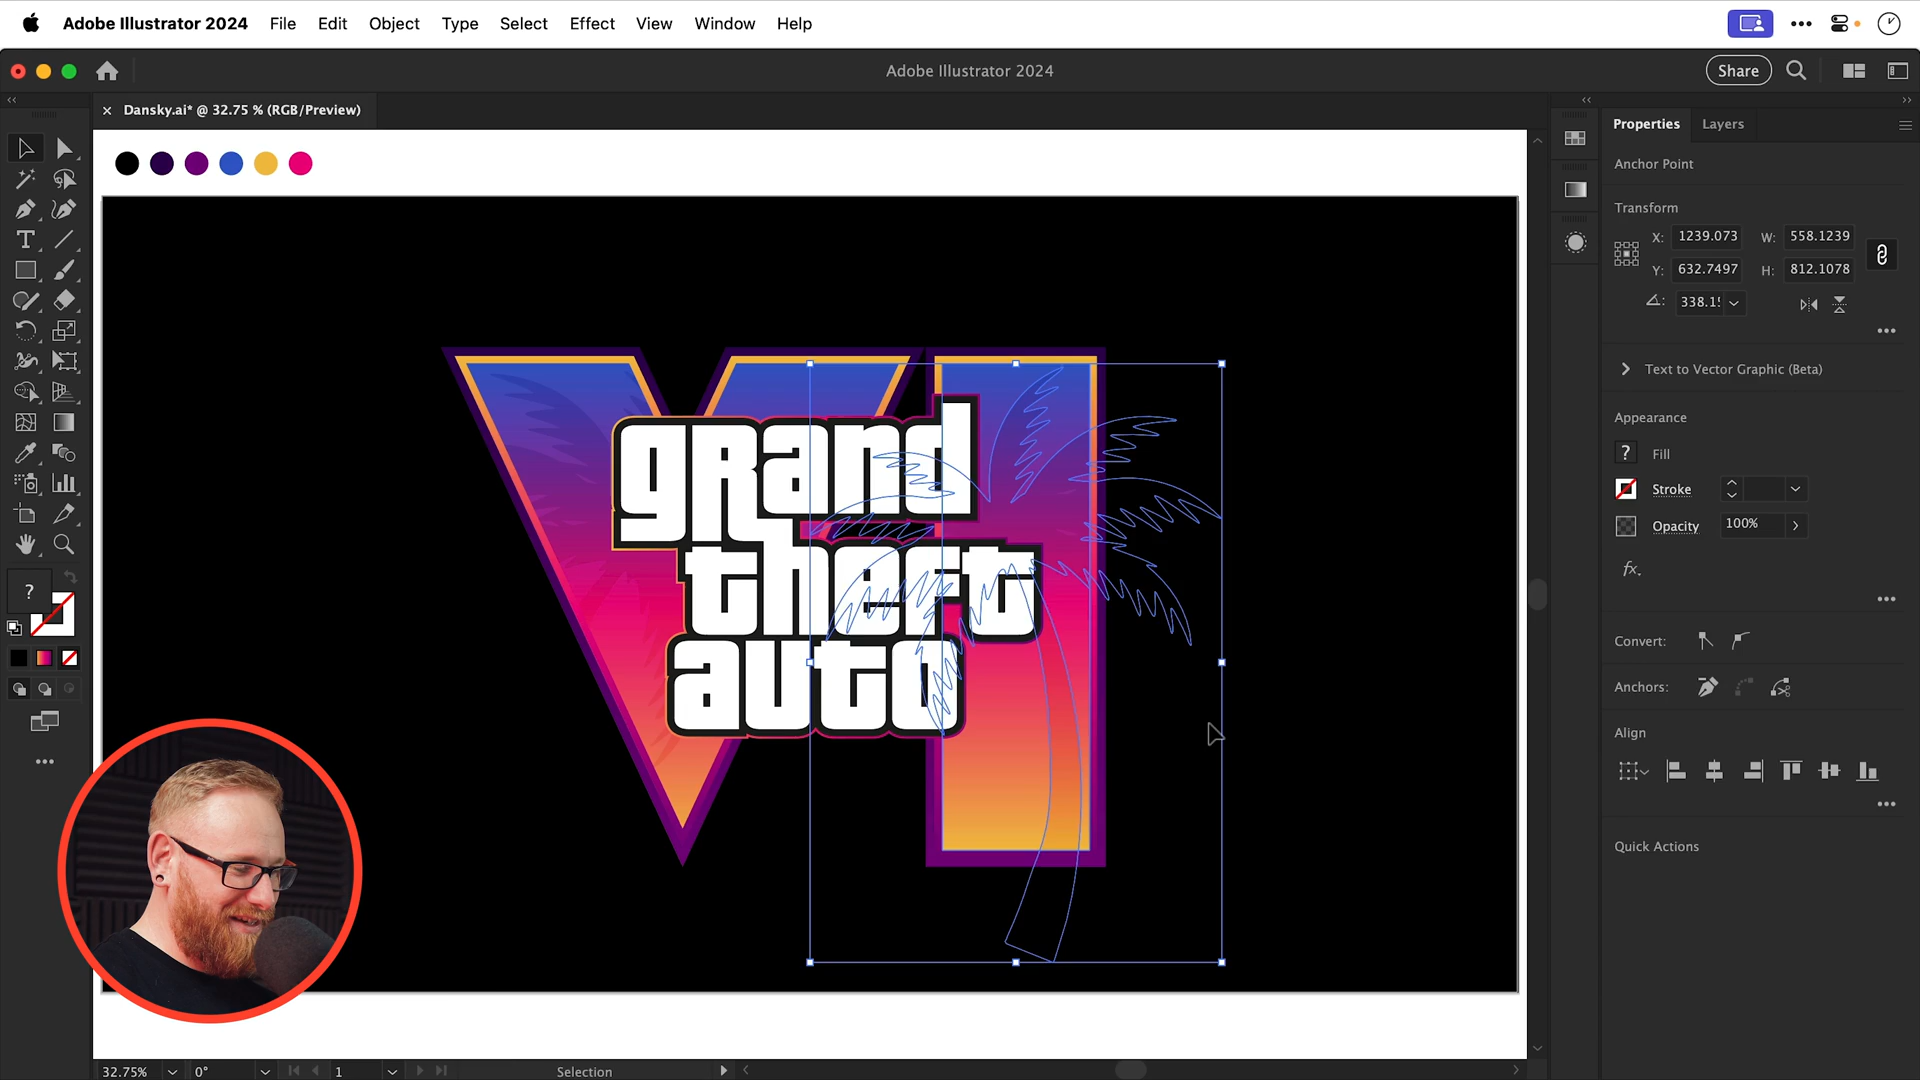 Adobe Illustrator 2024 File Edit Object Type Select Effect View Window Help
Adobe Illustrator 2024
Share
Dansky.ai* @ 32.75 % (RGB/Preview)
Properties Layers
Anchor Point
Transform
X: 1239.073 W: 558.1239
Y: 632.7497 H: 812.1078
338.1
Text to Vector Graphic (Beta)
Appearance
? Fill
Stroke
Opacity 100%
fx.
Convert:
Anchors:
Align
Quick Actions
?
grand
theft
auto
VI
32.75% 0° 1 Selection